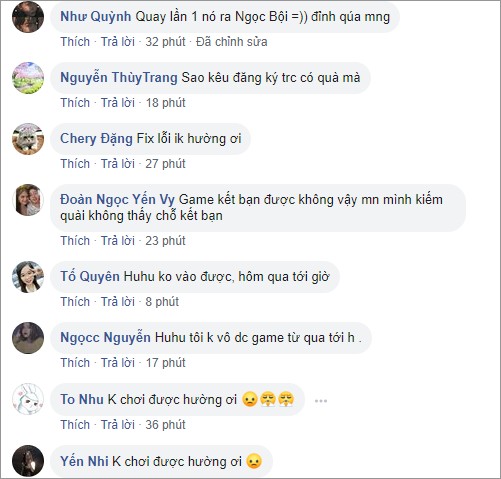 Như Quỳnh Quay lần 1 nó ra Ngọc Bội =)) đỉnh qúa mng
Thích · Trả lời · 32 phút · Đã chỉnh sửa
Nguyễn ThùyTrang Sao kêu đăng ký trc có quà mà
Thích · Trả lời · 18 phút
Chery Đặng Fix lỗi ik hường ơi
Thích · Trả lời · 27 phút
Đoàn Ngọc Yến Vy Game kết bạn được không vậy mn mình kiếm
quài không thấy chỗ kết bạn
Thích · Trả lời · 23 phút
Tố Quyên Huhu ko vào được, hôm qua tới giờ
Thích · Trả lời · 8 phút
Ngọcc Nguyễn Huhu tôi k vô dc game từ qua tới h .
Thích · Trả lời · 17 phút
To Nhu K chơi được hường ơi 😟😤😤
Thích · Trả lời · 36 phút
Yến Nhi K chơi được hường ơi 😟